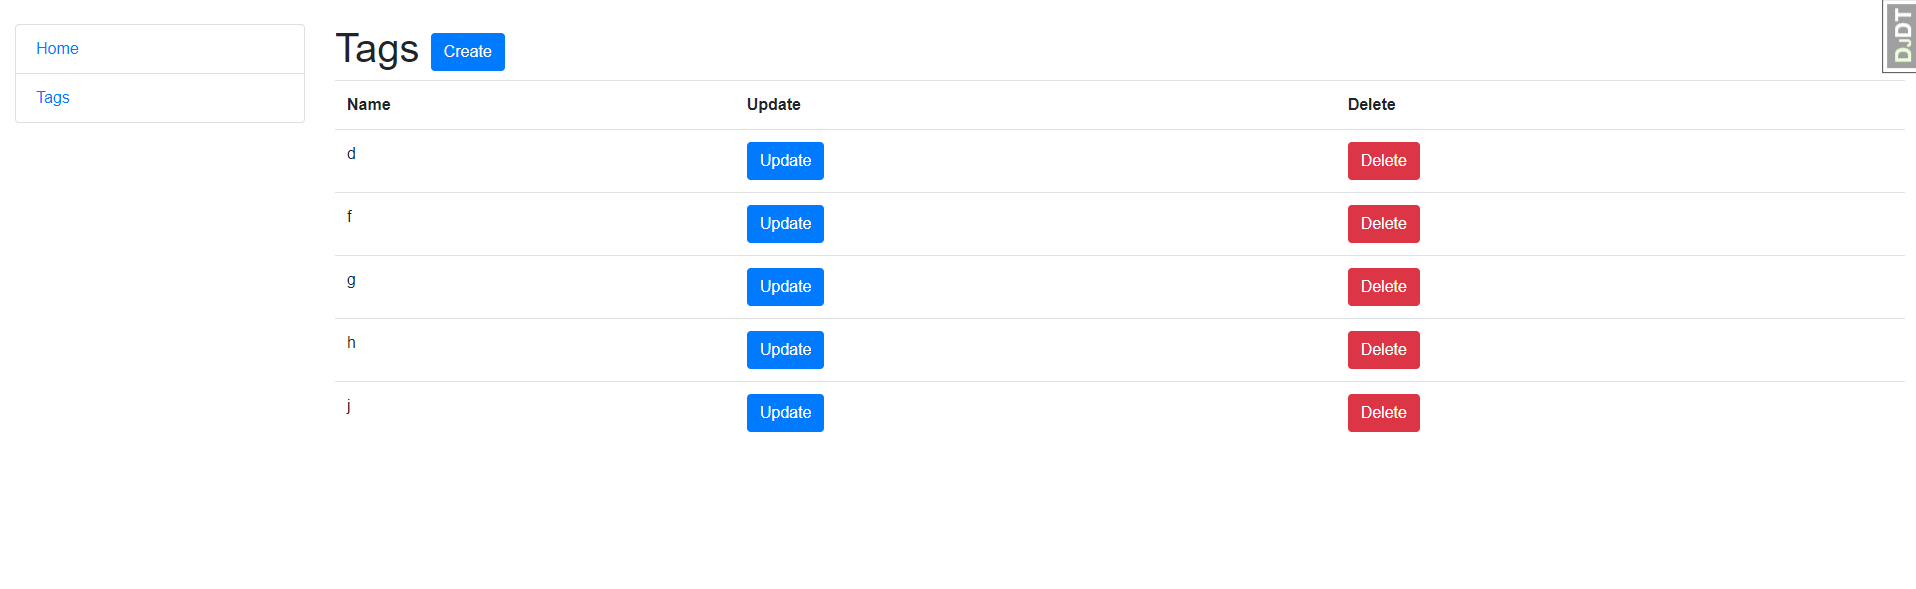 Home
Tags
Tags Create
Name Update Delete
d Update Delete
f Update Delete
g Update Delete
h Update Delete
j Update Delete
DJDT